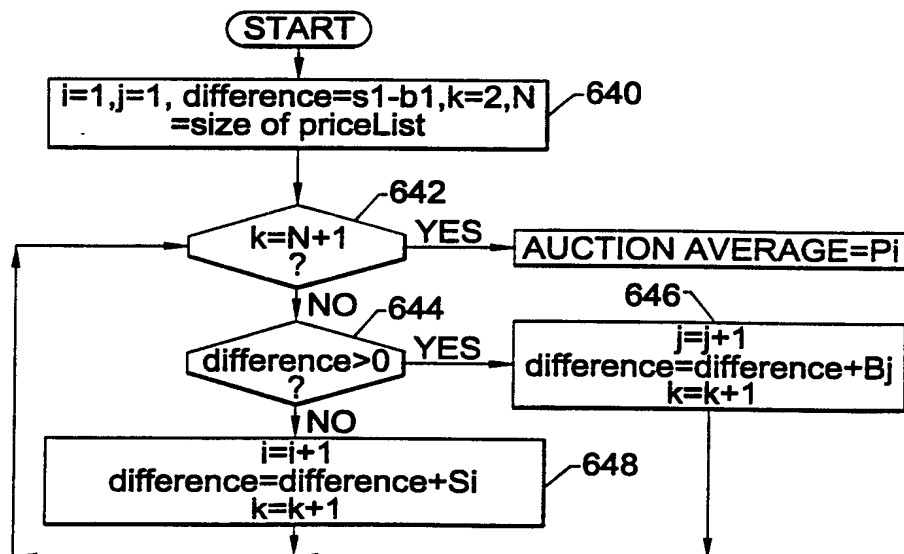 START
i=1,j=1, difference=s1-b1,k=2,N
=size of priceList
640
642
k=N+1
?
YES
AUCTION AVERAGE=Pi
NO
644
646
difference>0
?
YES
j=j+1
difference=difference+Bj
k=k+1
NO
i=i+1
difference=difference+Si
k=k+1
648